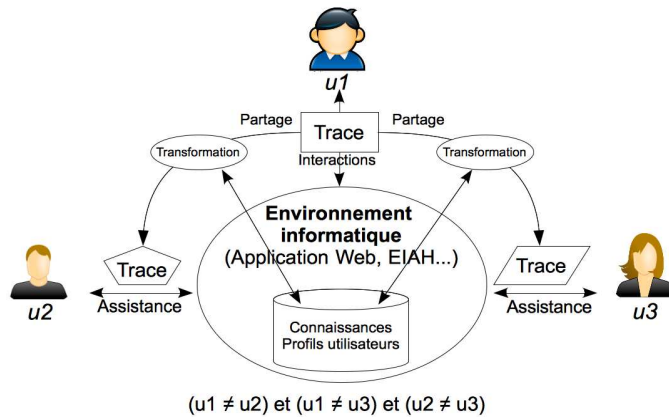 u1
Partage
Partage
Trace
Transformation
Transformation
Interactions
Environnement
informatique
(Application Web, EIAH...)
Trace
Trace
u2
Assistance
Assistance
u3
Connaissances
Profils utilisateurs
(u1 ≠ u2) et (u1 ≠ u3) et (u2 ≠ u3)